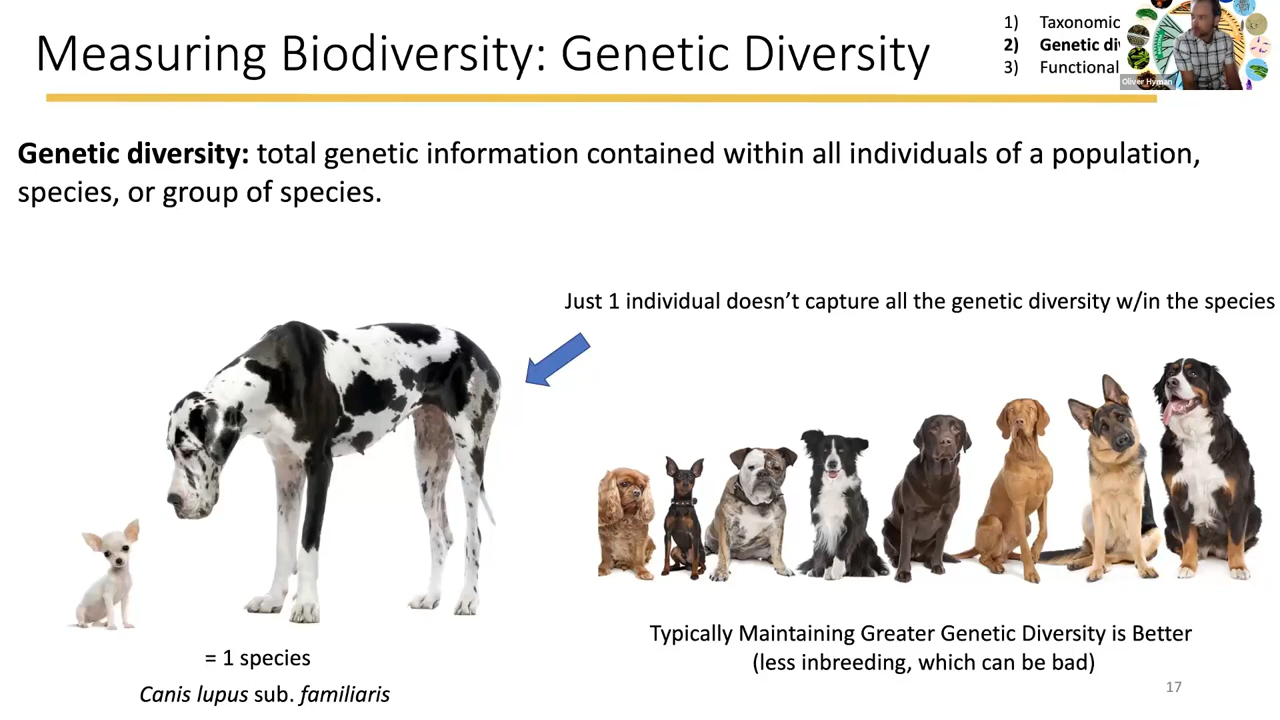 Measuring Biodiversity: Genetic Diversity
1) Taxonomic
2) Genetic di
3) Functional
Oliver Hyman
Genetic diversity: total genetic information contained within all individuals of a population,
species, or group of species.
Just 1 individual doesn’t capture all the genetic diversity w/in the species
= 1 species
Canis lupus sub. familiaris
Typically Maintaining Greater Genetic Diversity is Better
(less inbreeding, which can be bad)
17